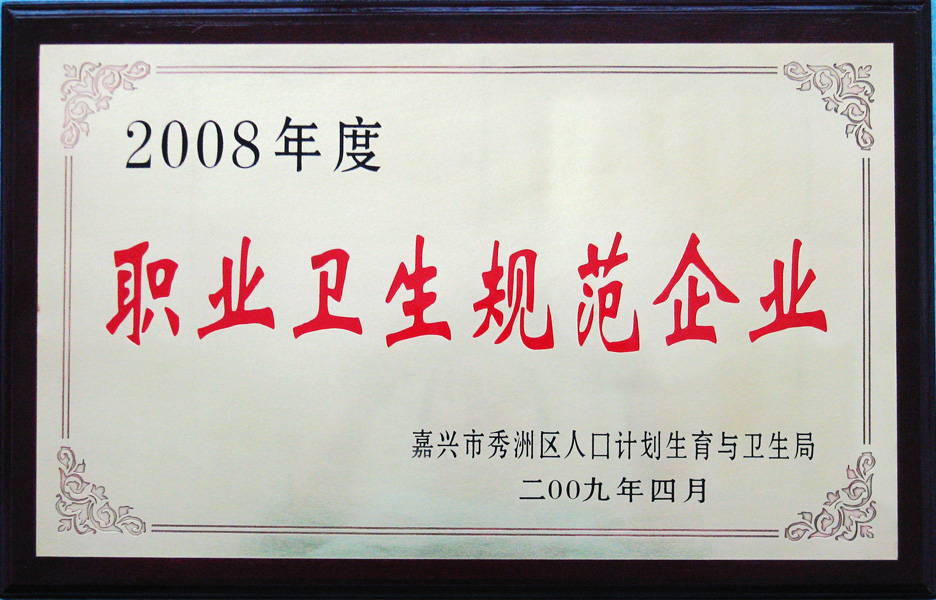 2008年度
职业卫生规范企业
嘉兴市秀洲区人口计划生育与卫生局
二00九年四月